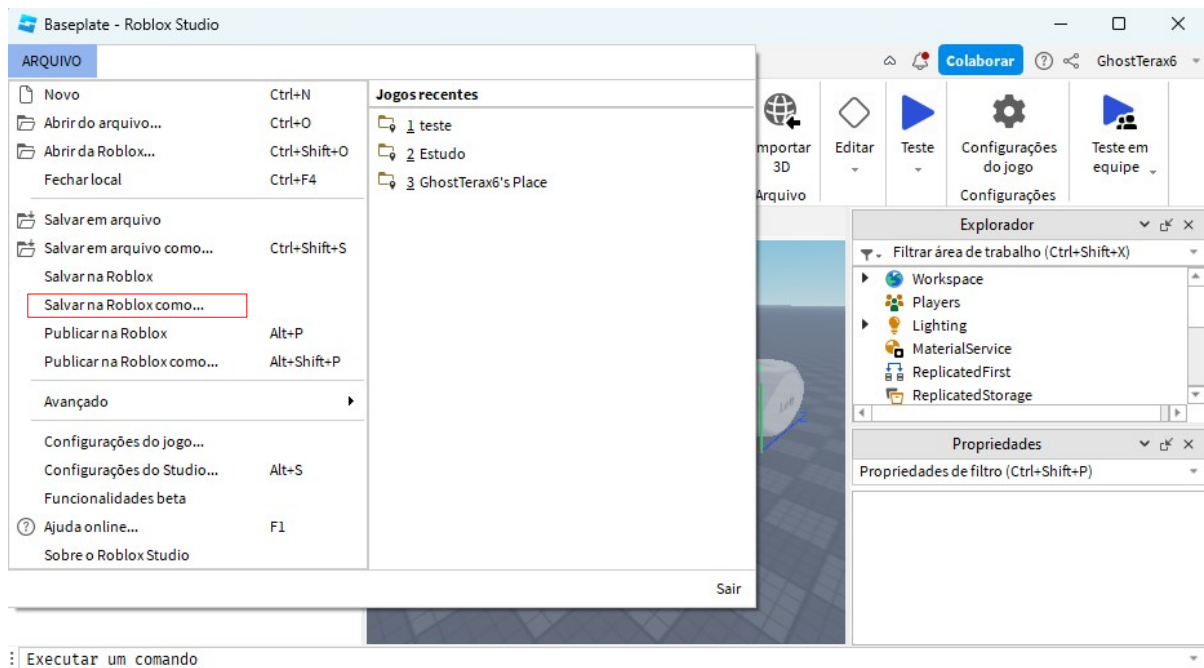 Baseplate - Roblox Studio
ARQUIVO
Colaborar
GhostTerax6
Novo Ctrl+N
Abrir do arquivo... Ctrl+O
Abrir da Roblox... Ctrl+Shift+O
Fechar local Ctrl+F4
Salvar em arquivo
Salvar em arquivo como... Ctrl+Shift+S
Salvar na Roblox
Salvar na Roblox como...
Publicar na Roblox Alt+P
Publicar na Roblox como... Alt+Shift+P
Avançado
Configurações do jogo...
Configurações do Studio... Alt+S
Funcionalidades beta
Ajuda online... F1
Sobre o Roblox Studio
Jogos recentes
1 teste
2 Estudo
3 GhostTerax6's Place
Sair
mportar
3D
Arquivo
Editar
Teste
Configurações
do jogo
Configurações
Teste em
equipe
Explorador
Filtrar área de trabalho (Ctrl+Shift+X)
Workspace
Players
Lighting
MaterialService
ReplicatedFirst
ReplicatedStorage
Propriedades
Propriedades de filtro (Ctrl+Shift+P)
Z
Executar um comando